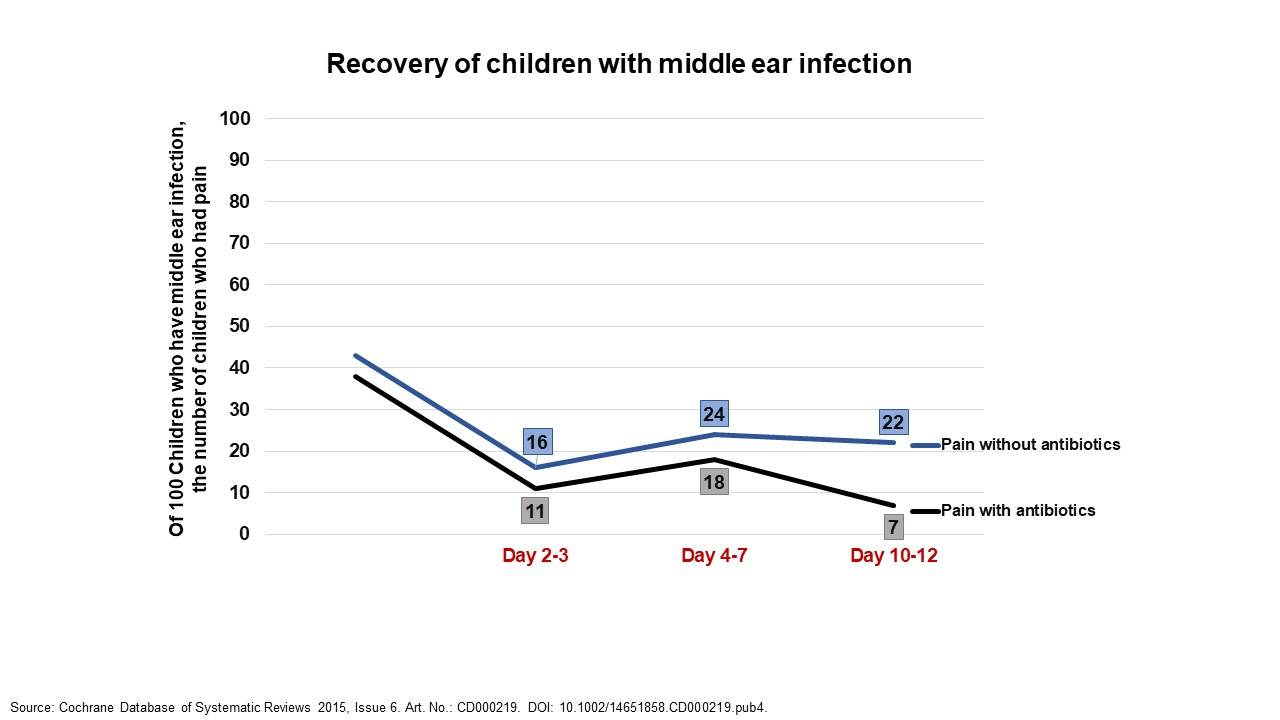 Recovery of children with middle ear infection
Of 100 Children who have middle ear infection,
the number of children who had pain
100
90
80
70
60
50
40
30
20
10
0
16
24
22
11
18
7
Pain without antibiotics
Pain with antibiotics
Day 2-3
Day 4-7
Day 10-12
Source: Cochrane Database of Systematic Reviews 2015, Issue 6. Art. No.: CD000219. DOI: 10.1002/14651858.CD000219.pub4.